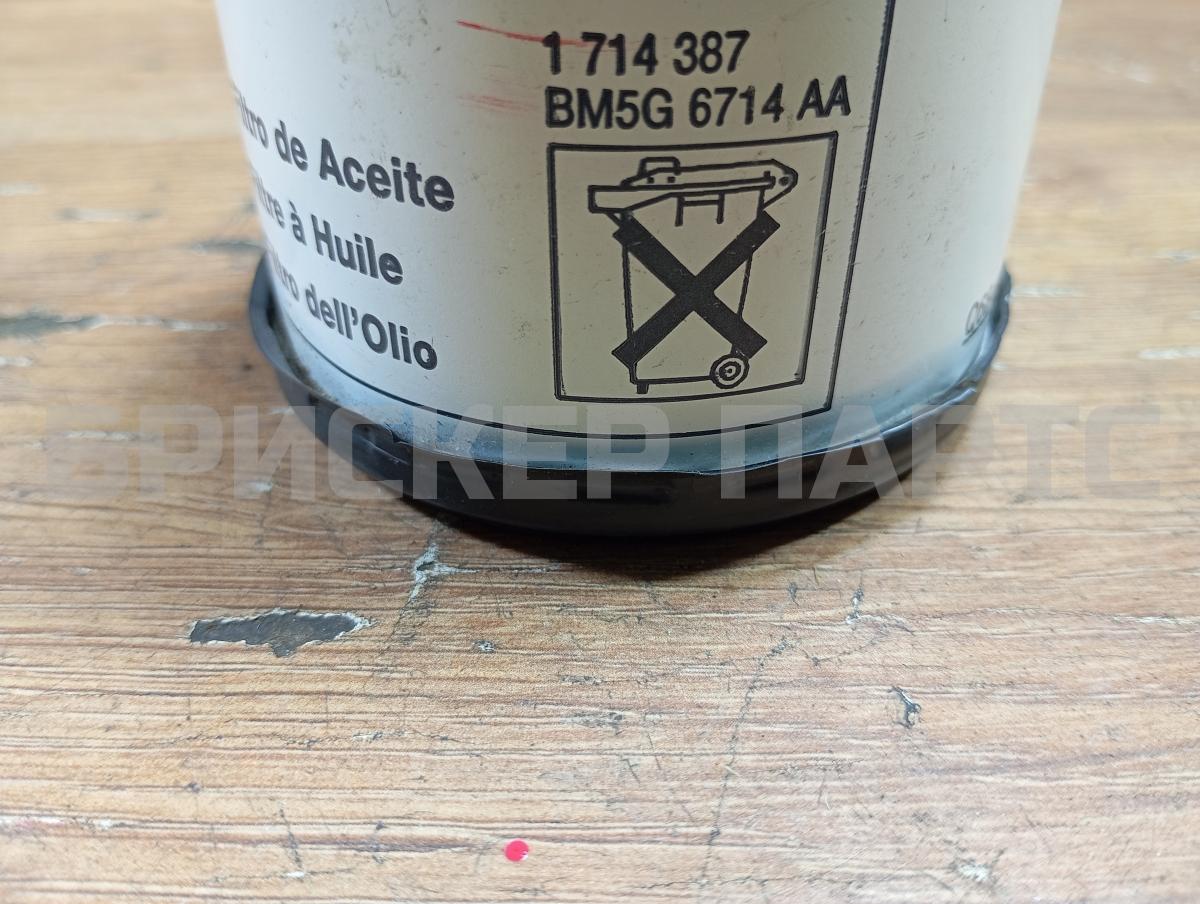 1 714 387
BM5G 6714 AA
de Aceite
à Huile
dell'Olio
БРИСКЕР ПАРТС